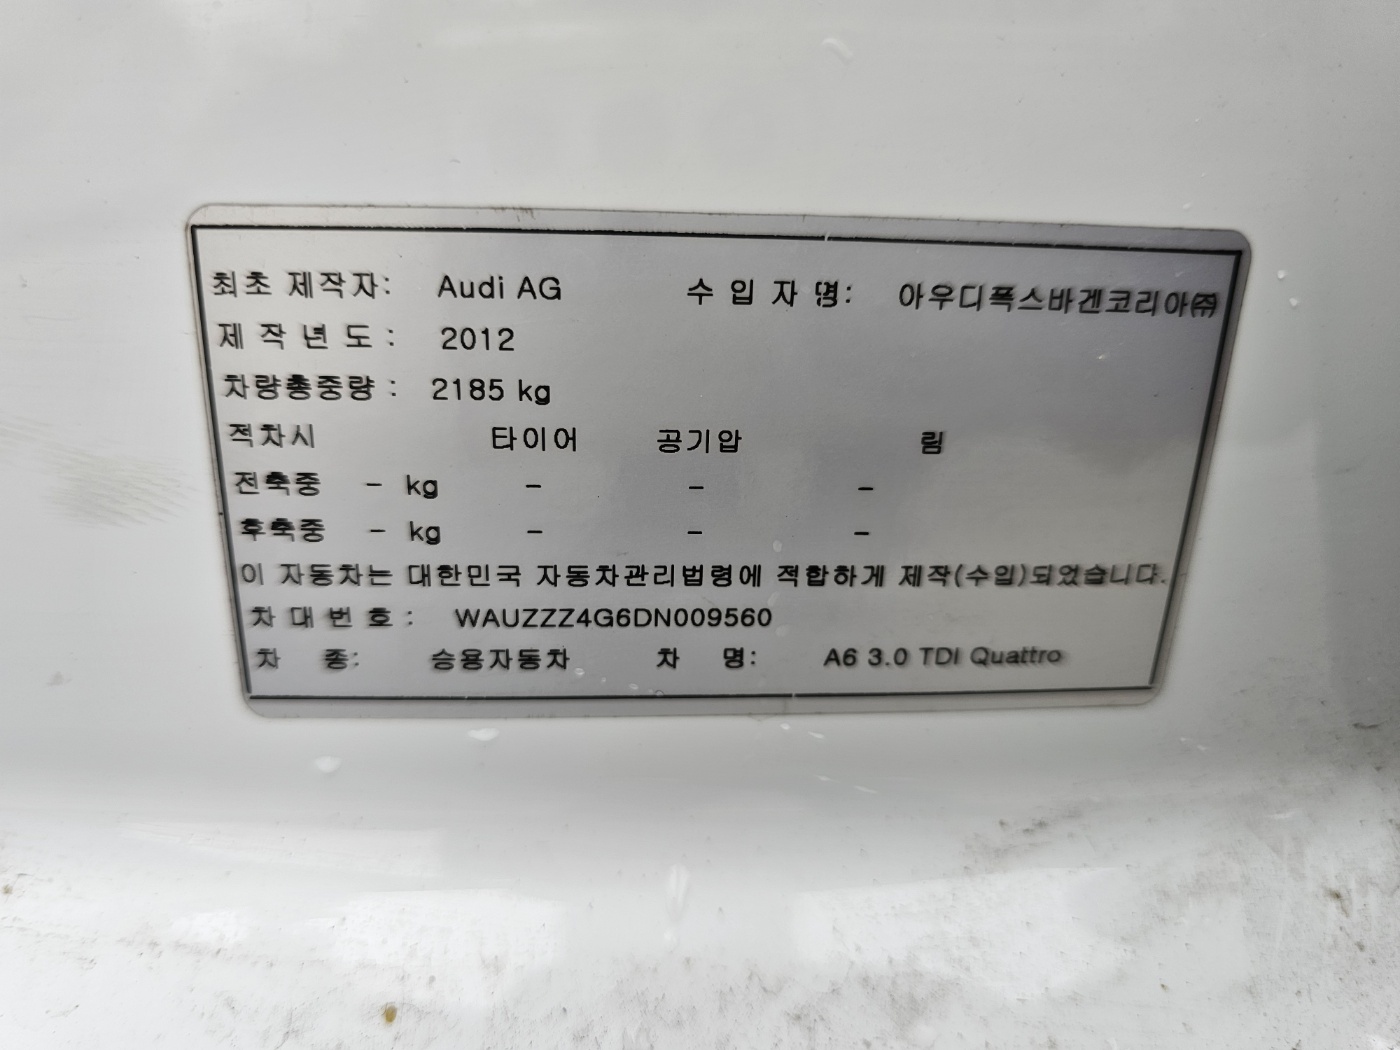 최초 제작자: Audi AG 수 입 자 명: 아우디폭스바겐코리아㈜
제 작 년 도 : 2012
차량총중량 : 2185 kg
적차시 타이어 공기압 림
전축중 - kg - - -
후축중 - kg - - -
이 자동차는 대한민국 자동차관리법령에 적합하게 제작(수입)되었습니다.
차 대 번 호 : WAUZZZ4G6DN009560
차 종: 승용자동차 차 명: A6 3.0 TDI Quattro